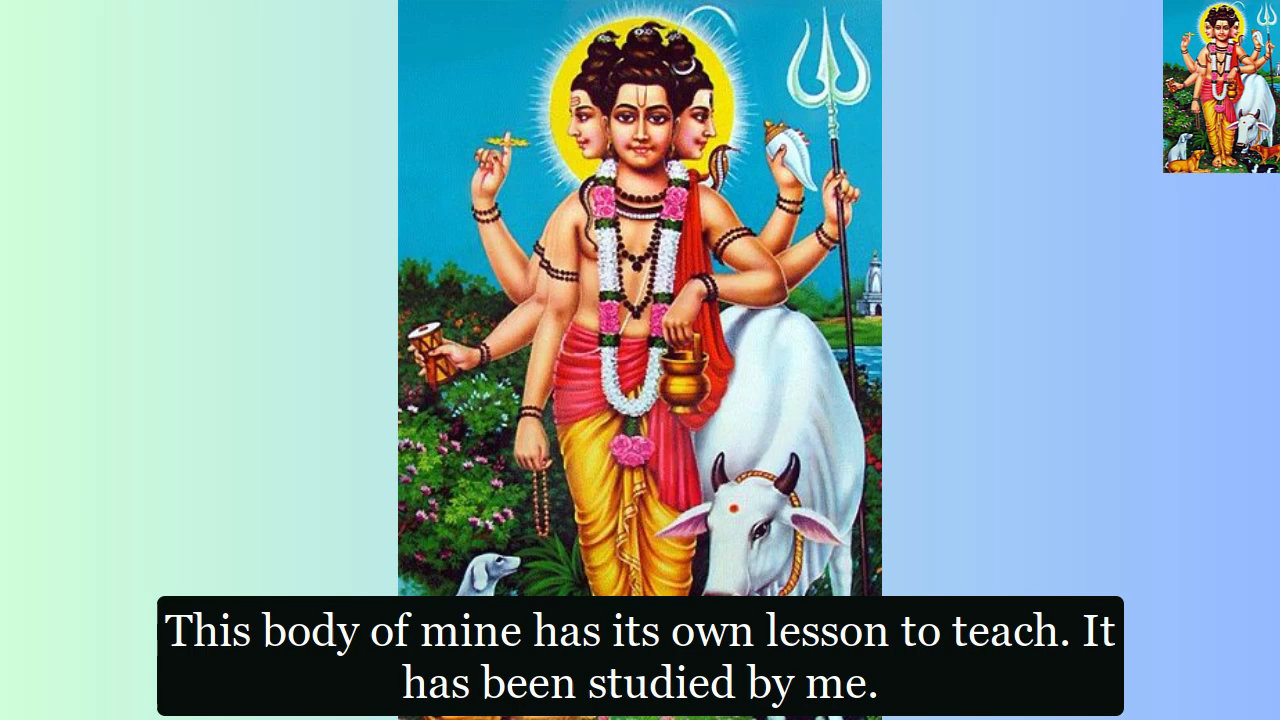 This body of mine has its own lesson to teach. It
has been studied by me.